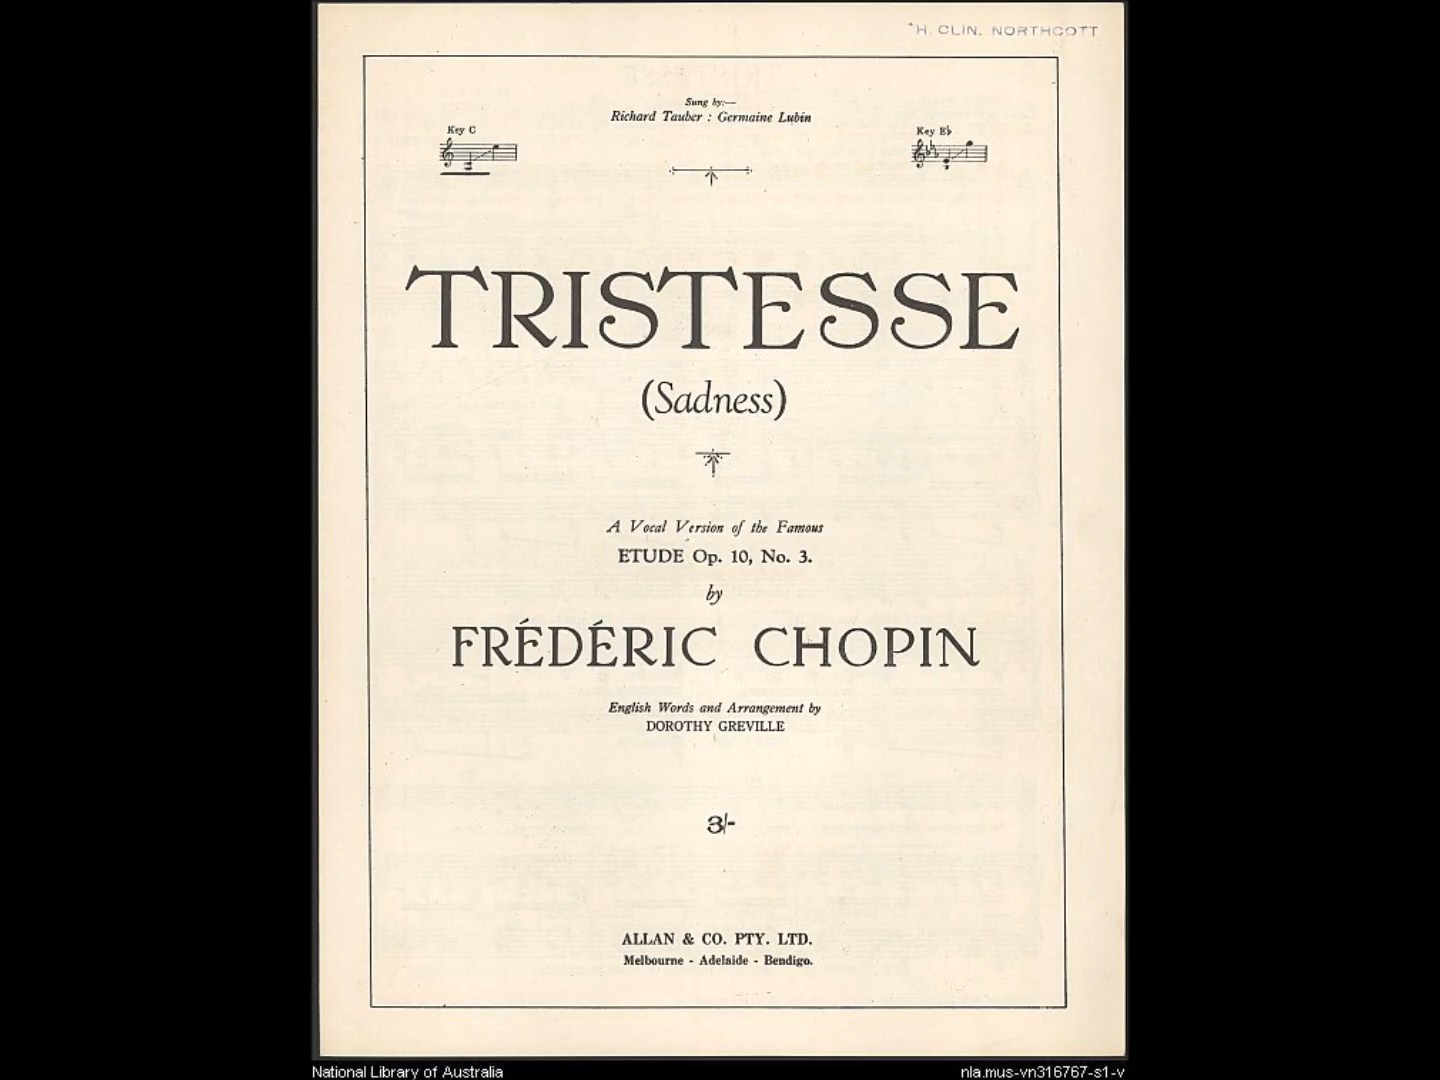 H. CLIN. NORTHCOTT
Sung by:—
Richard Tauber : Germaine Lubin
Key C
Key E♭
TRISTESSE
(Sadness)
A Vocal Version of the Famous
ETUDE Op. 10, No. 3.
by
FRÉDÉRIC CHOPIN
English Words and Arrangement by
DOROTHY GREVILLE
3/-
ALLAN & CO. PTY. LTD.
Melbourne - Adelaide - Bendigo.
National Library of Australia
nla.mus-vn316767-s1-v